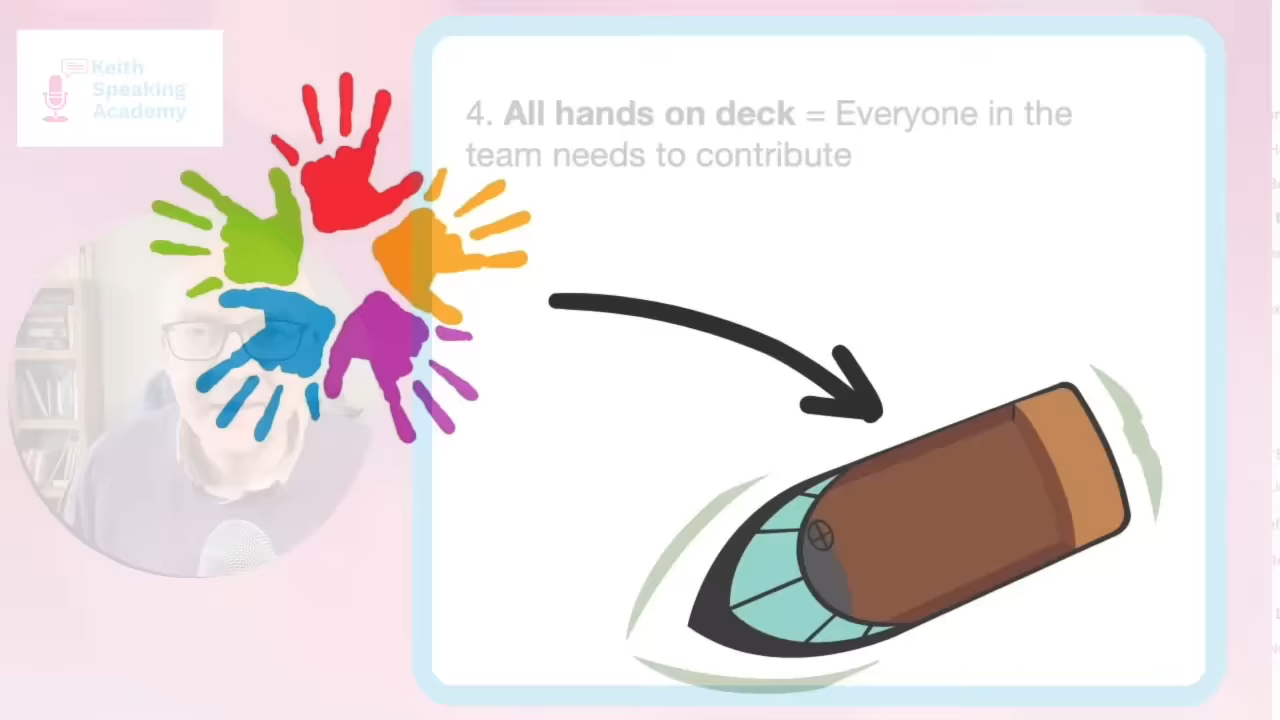 Keith
Speaking
Academy
4. All hands on deck = Everyone in the
team needs to contribute